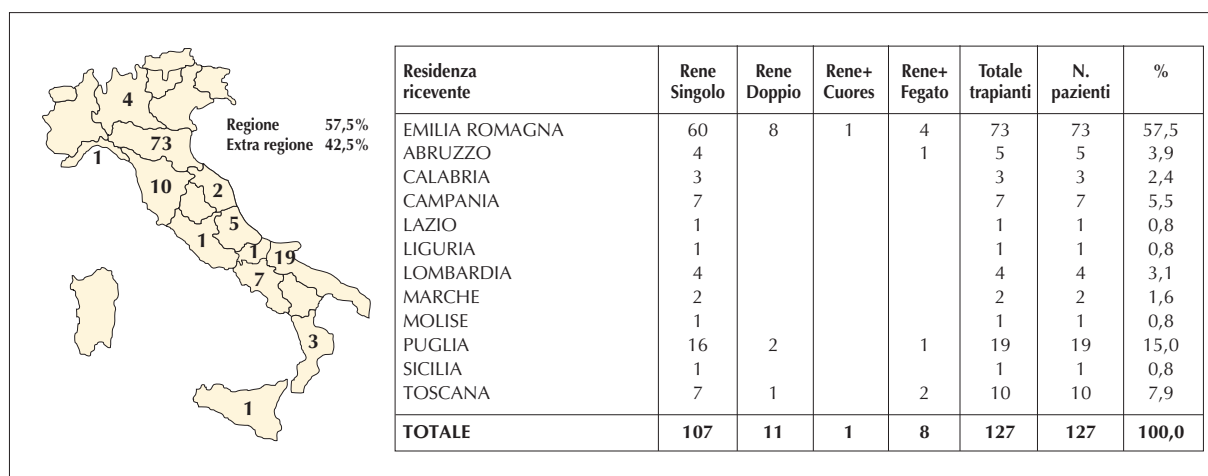 4
Regione 57,5%
73
Extra regione 42,5%
1
10
2
5
1
1
19
7
3
1
Residenza ricevente Rene Singolo Rene Doppio Rene+ Cuores Rene+ Fegato Totale trapianti N. pazienti %
EMILIA ROMAGNA 60 8 1 4 73 73 57,5
ABRUZZO 4 1 5 5 3,9
CALABRIA 3 3 3 2,4
CAMPANIA 7 7 7 5,5
LAZIO 1 1 1 0,8
LIGURIA 1 1 1 0,8
LOMBARDIA 4 4 4 3,1
MARCHE 2 2 2 1,6
MOLISE 1 1 1 0,8
PUGLIA 16 2 1 19 19 15,0
SICILIA 1 1 1 0,8
TOSCANA 7 1 2 10 10 7,9
TOTALE 107 11 1 8 127 127 100,0